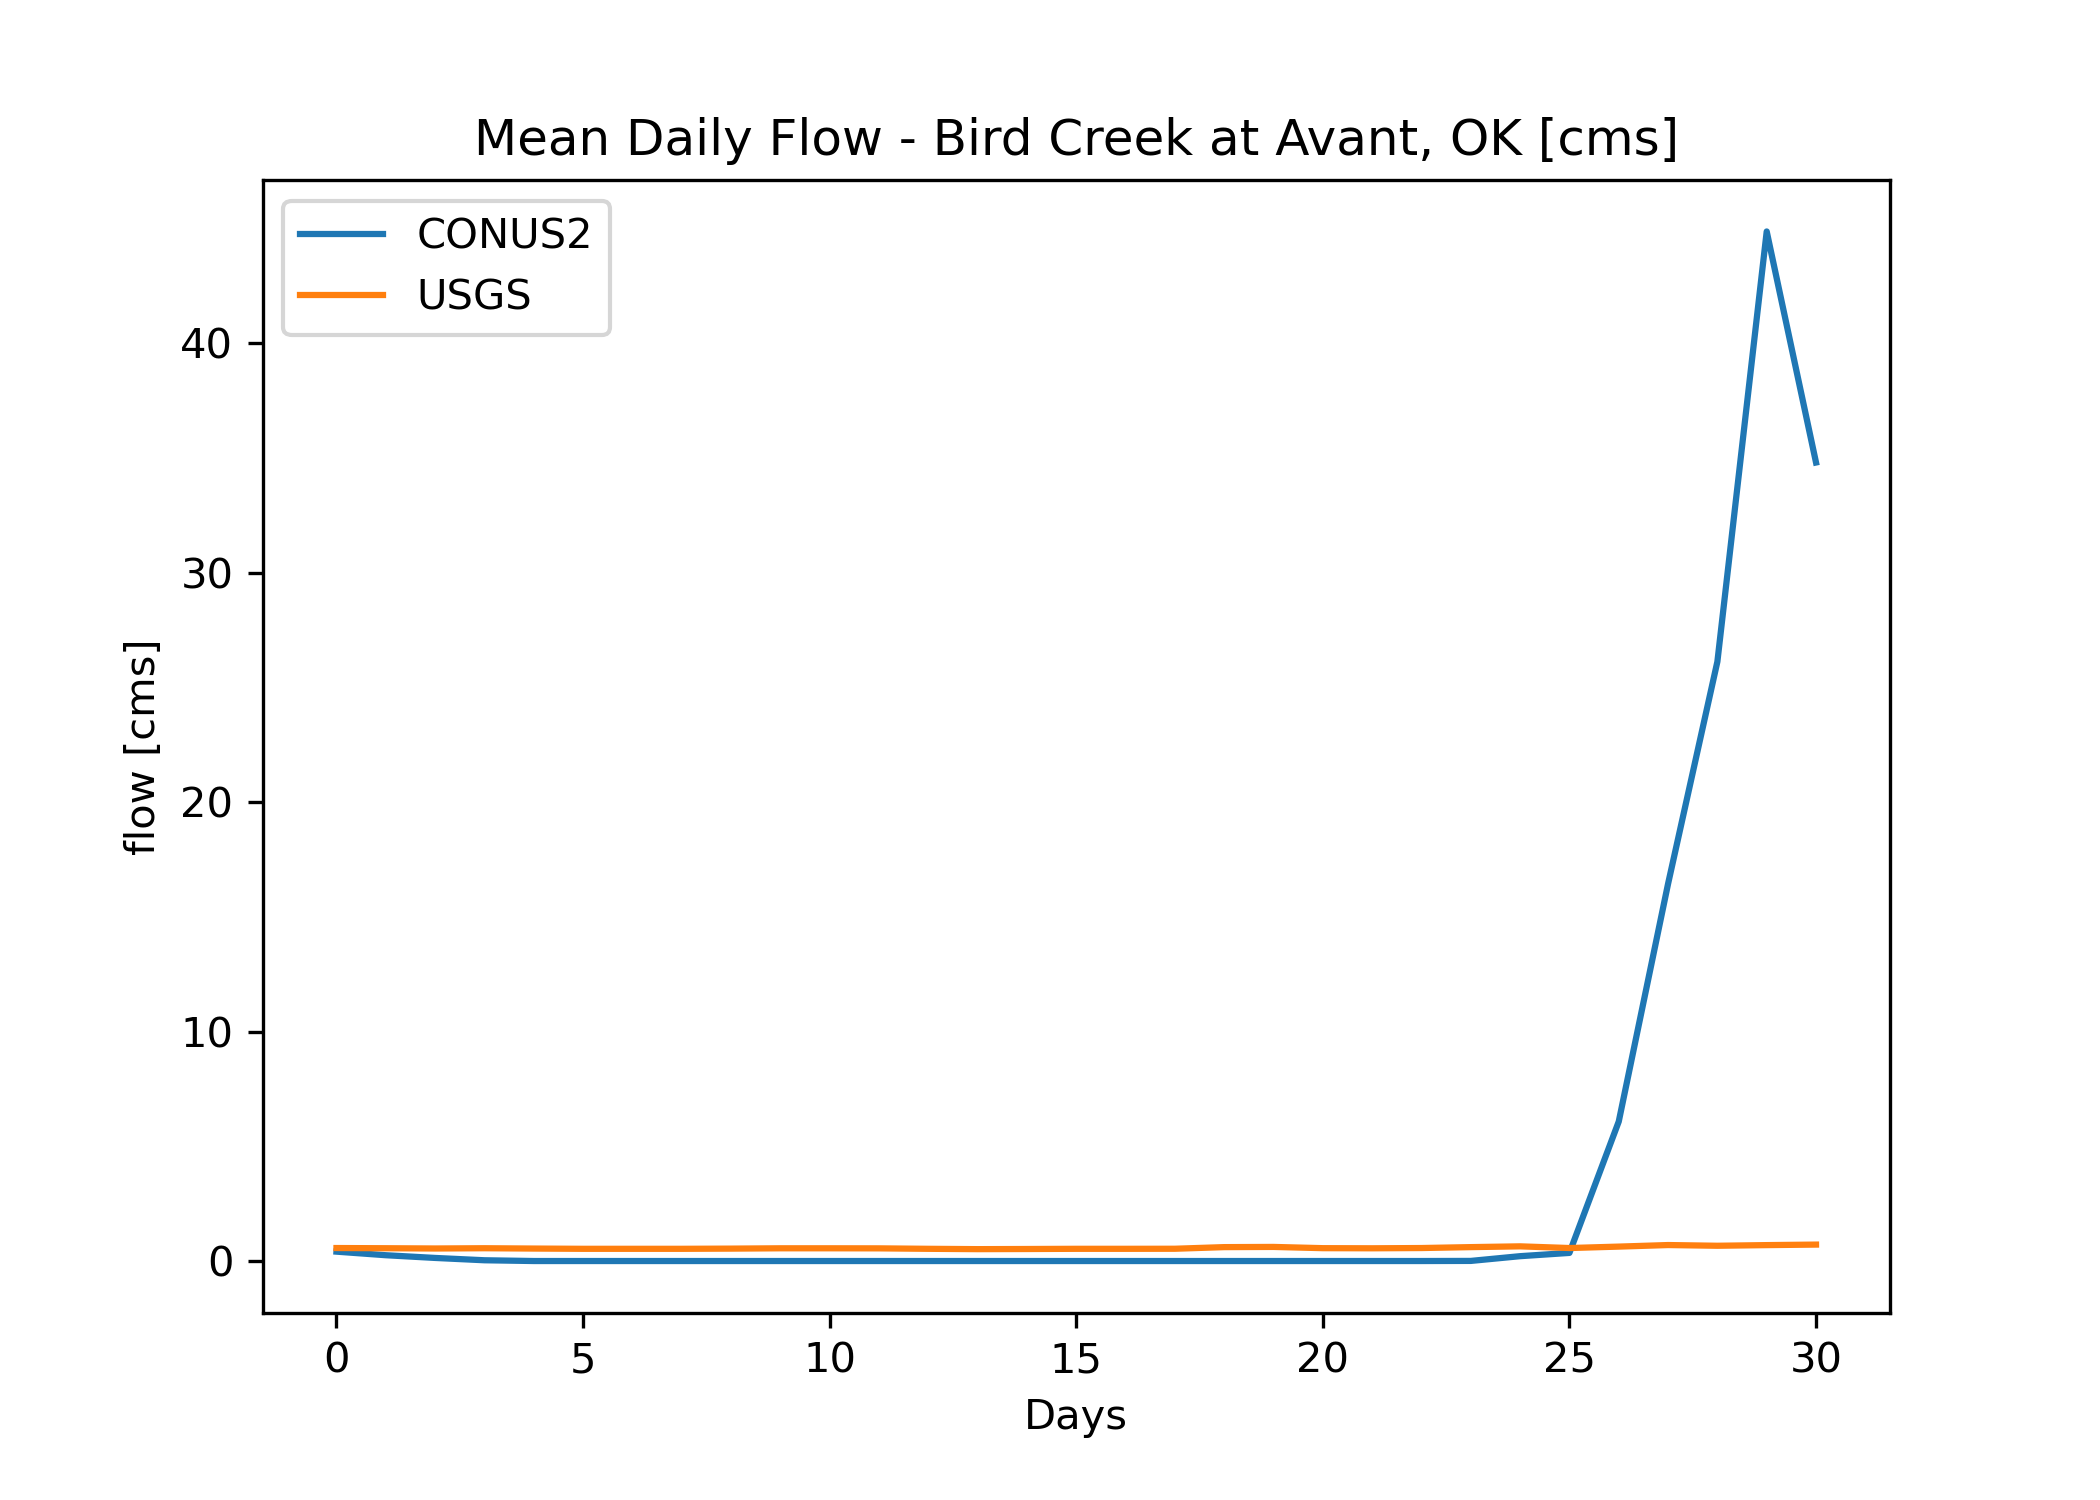 Mean Daily Flow - Bird Creek at Avant, OK [cms]
CONUS2
USGS
flow [cms]
40
30
20
10
0
0 5 10 15 20 25 30
Days